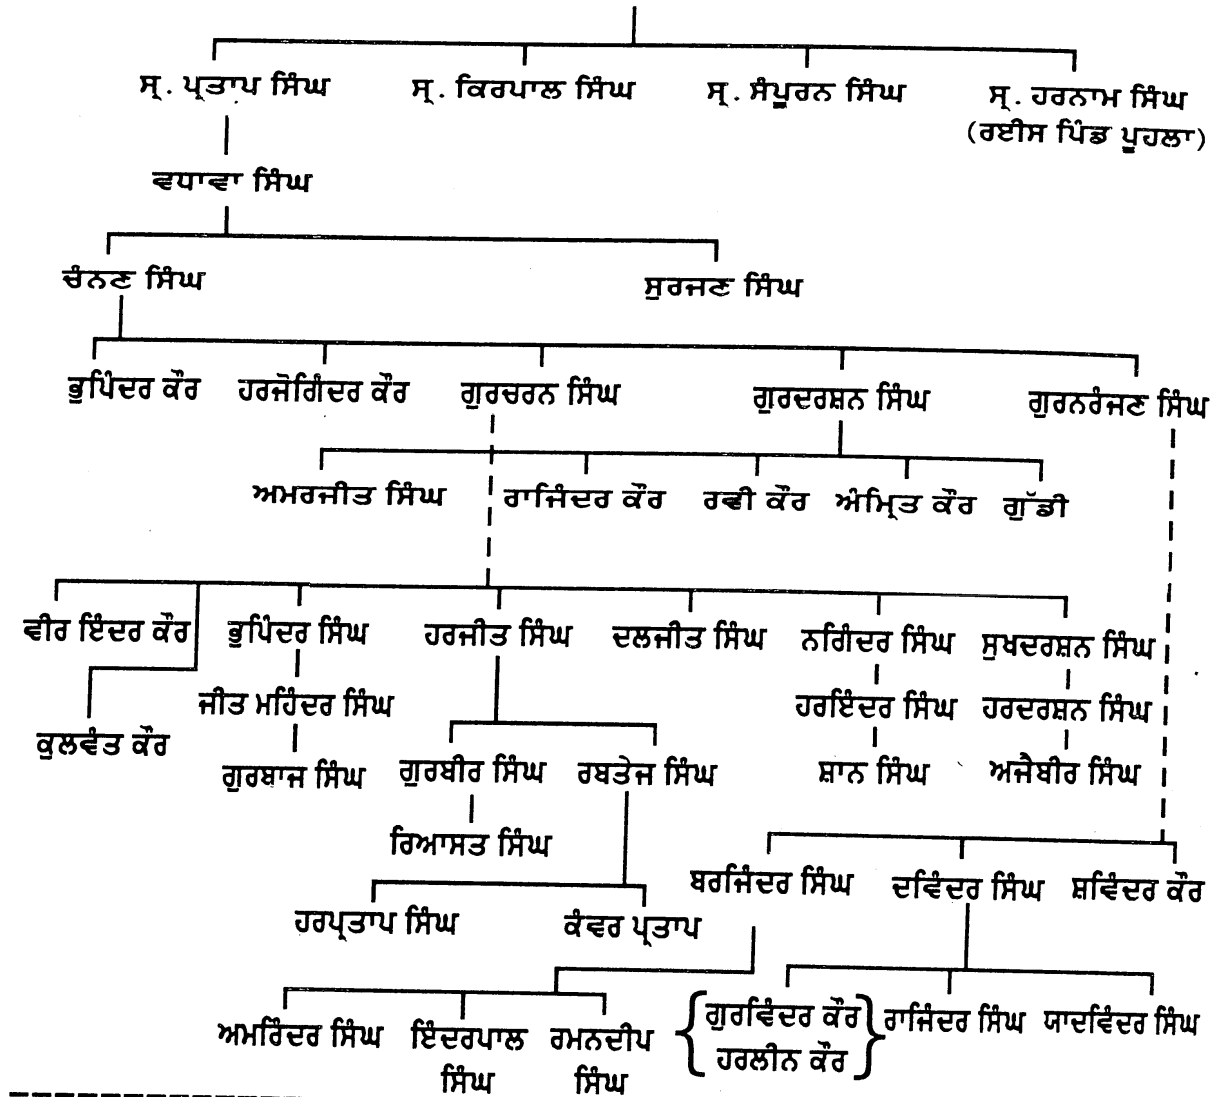 ਸ੍ਰ. ਪ੍ਰਤਾਪ ਸਿੰਘ ਸ੍ਰ. ਕਿਰਪਾਲ ਸਿੰਘ ਸ੍ਰ. ਸੰਪੂਰਨ ਸਿੰਘ ਸ੍ਰ. ਹਰਨਾਮ ਸਿੰਘ
(ਰਈਸ ਪਿੰਡ ਪੂਹਲਾ)
ਵਧਾਵਾ ਸਿੰਘ
ਚੰਨਣ ਸਿੰਘ ਸੁਰਜਣ ਸਿੰਘ
ਭੁਪਿੰਦਰ ਕੌਰ ਹਰਜੋਗਿੰਦਰ ਕੌਰ ਗੁਰਚਰਨ ਸਿੰਘ ਗੁਰਦਰਸ਼ਨ ਸਿੰਘ ਗੁਰਨਰੰਜਣ ਸਿੰਘ
ਅਮਰਜੀਤ ਸਿੰਘ ਰਾਜਿੰਦਰ ਕੌਰ ਰਵੀ ਕੌਰ ਅੰਮ੍ਰਿਤ ਕੌਰ ਗੁੱਡੀ
ਵੀਰ ਇੰਦਰ ਕੌਰ ਭੁਪਿੰਦਰ ਸਿੰਘ ਹਰਜੀਤ ਸਿੰਘ ਦਲਜੀਤ ਸਿੰਘ ਨਗਿੰਦਰ ਸਿੰਘ ਸੁਖਦਰਸ਼ਨ ਸਿੰਘ
ਜੀਤ ਮਹਿੰਦਰ ਸਿੰਘ ਹਰਇੰਦਰ ਸਿੰਘ ਹਰਦਰਸ਼ਨ ਸਿੰਘ
ਕੁਲਵੰਤ ਕੌਰ ਗੁਰਬਾਜ ਸਿੰਘ ਗੁਰਬੀਰ ਸਿੰਘ ਰਬਤੇਜ ਸਿੰਘ ਸ਼ਾਨ ਸਿੰਘ ਅਜੈਬੀਰ ਸਿੰਘ
ਰਿਆਸਤ ਸਿੰਘ
ਬਰਜਿੰਦਰ ਸਿੰਘ ਦਵਿੰਦਰ ਸਿੰਘ ਸ਼ਵਿੰਦਰ ਕੌਰ
ਹਰਪ੍ਰਤਾਪ ਸਿੰਘ ਕੰਵਰ ਪ੍ਰਤਾਪ
ਅਮਰਿੰਦਰ ਸਿੰਘ ਇੰਦਰਪਾਲ ਰਮਨਦੀਪ {ਗੁਰਵਿੰਦਰ ਕੌਰ} ਰਾਜਿੰਦਰ ਸਿੰਘ ਯਾਦਵਿੰਦਰ ਸਿੰਘ
ਸਿੰਘ ਸਿੰਘ ਹਰਲੀਨ ਕੌਰ